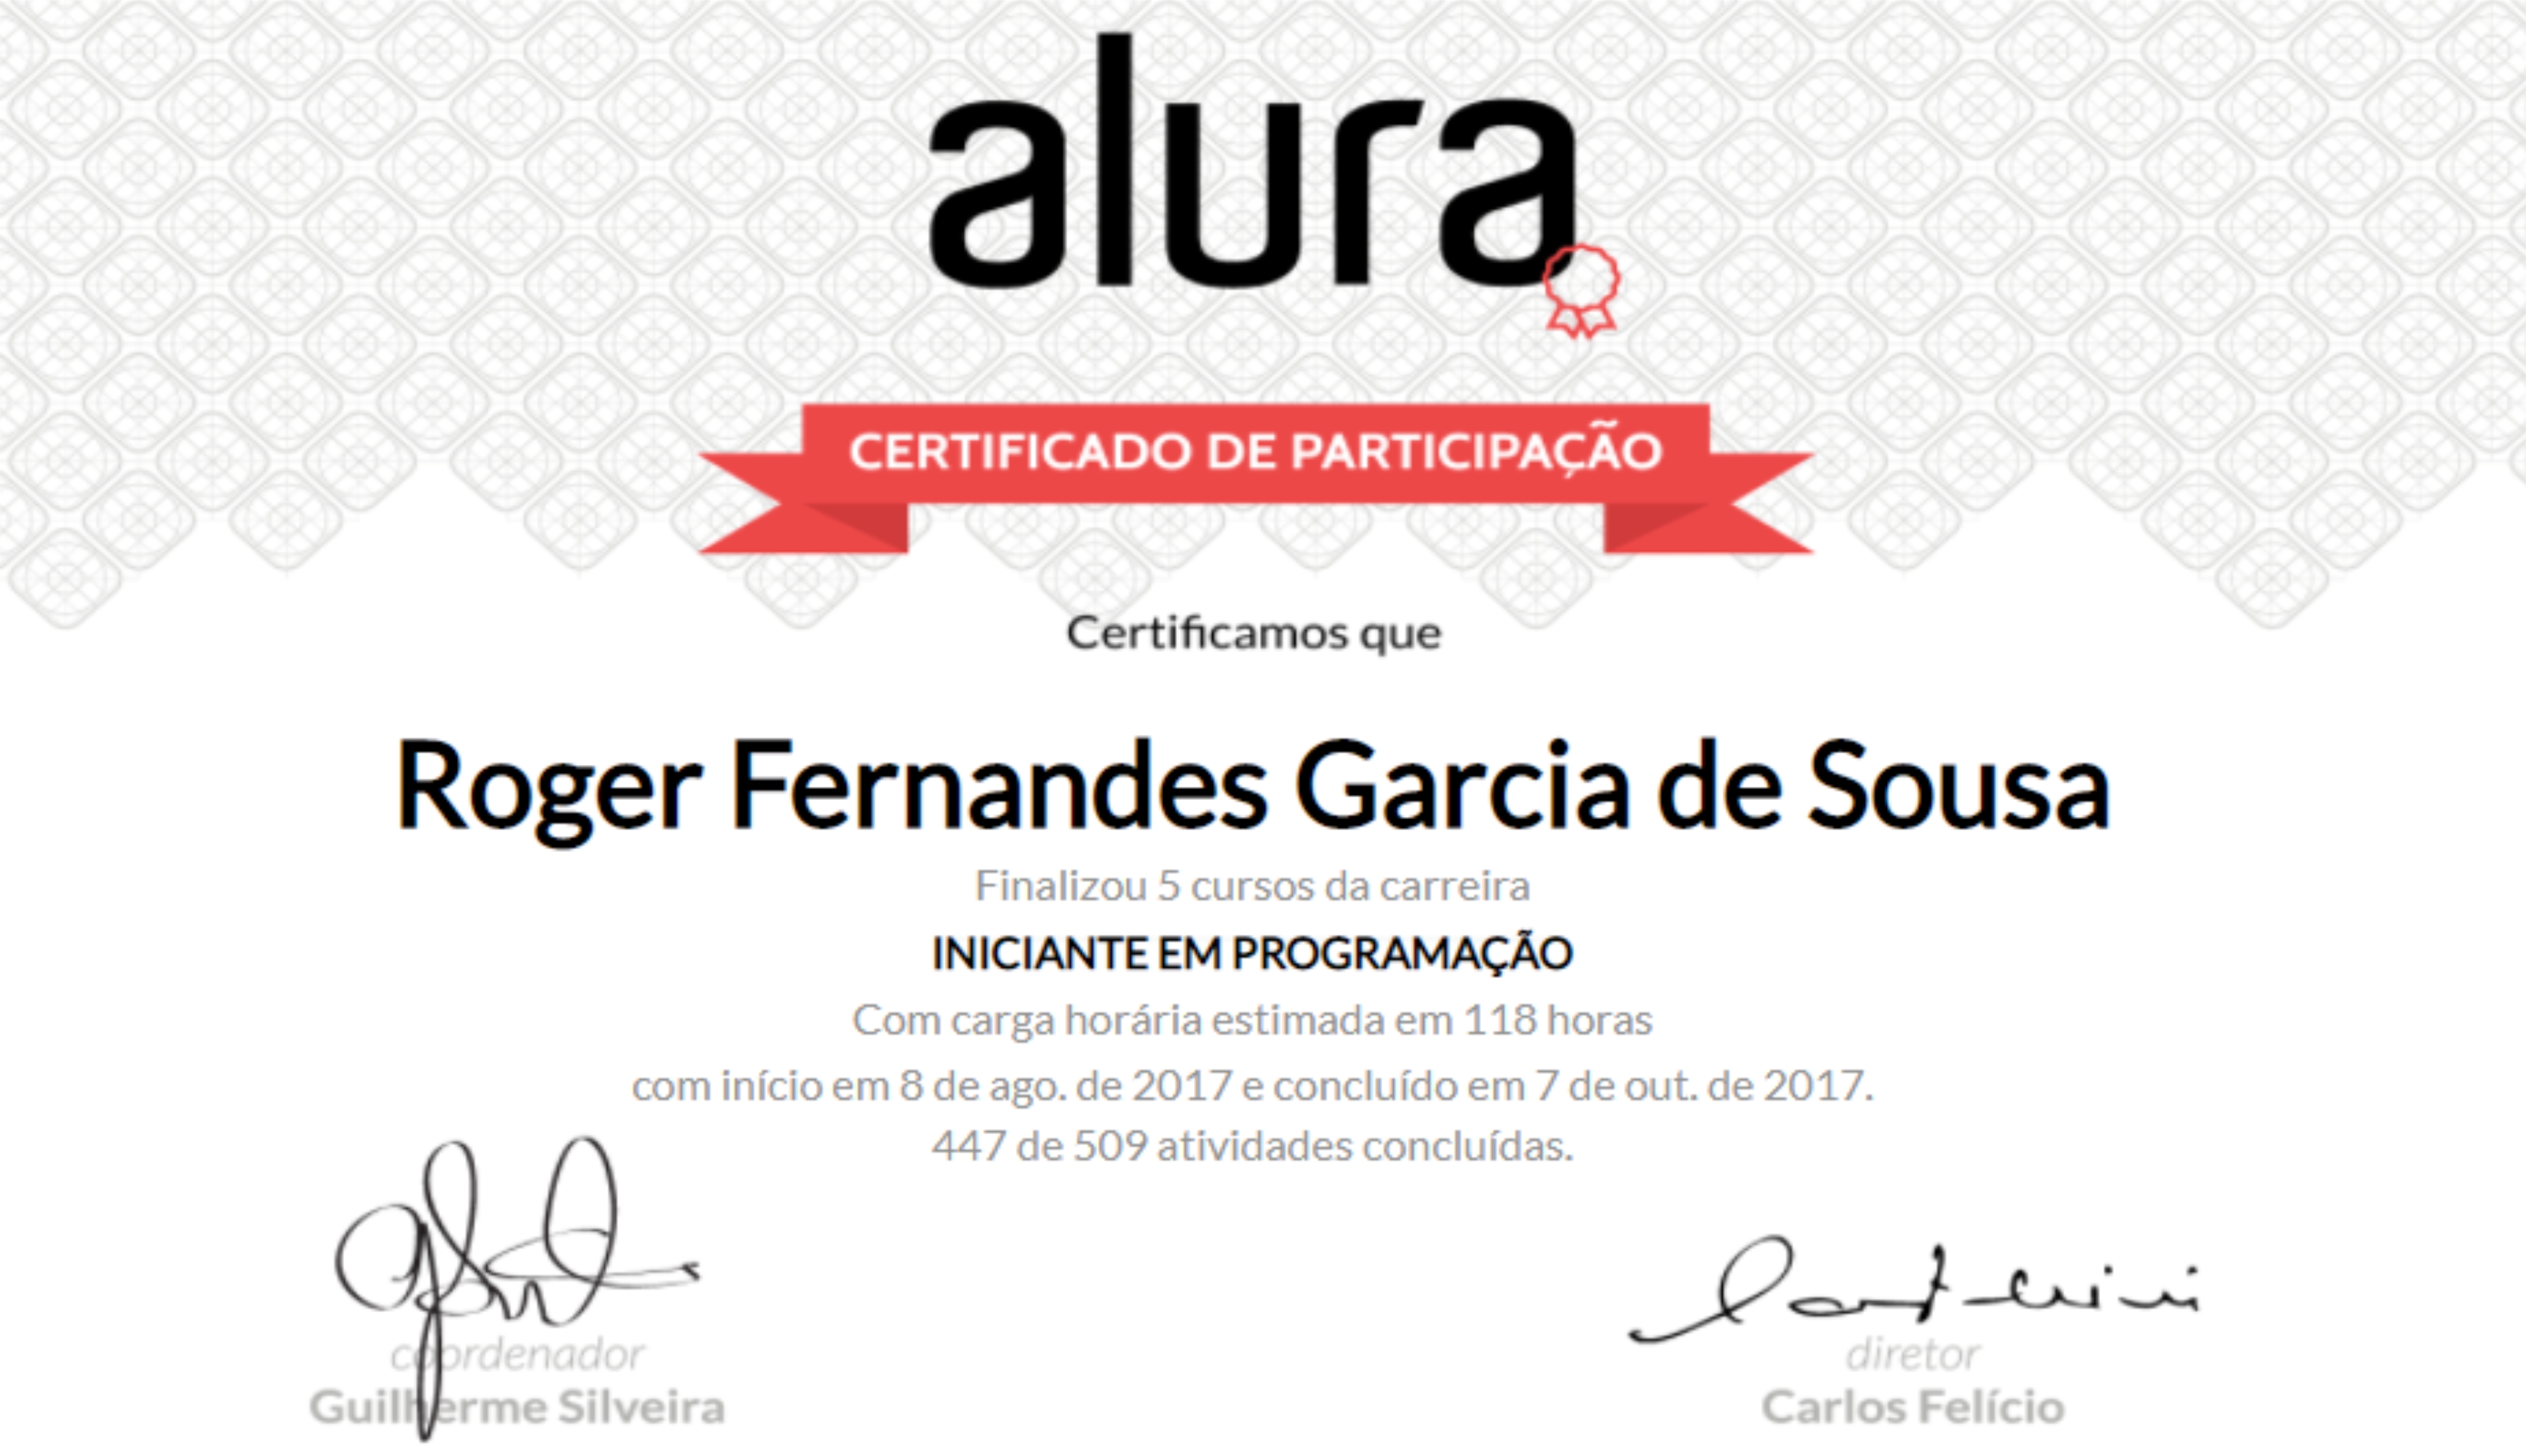 alura
CERTIFICADO DE PARTICIPAÇÃO
Certificamos que
Roger Fernandes Garcia de Sousa
Finalizou 5 cursos da carreira
INICIANTE EM PROGRAMAÇÃO
Com carga horária estimada em 118 horas
com início em 8 de ago. de 2017 e concluído em 7 de out. de 2017.
447 de 509 atividades concluídas.
coordenador
Guilherme Silveira
diretor
Carlos Felício